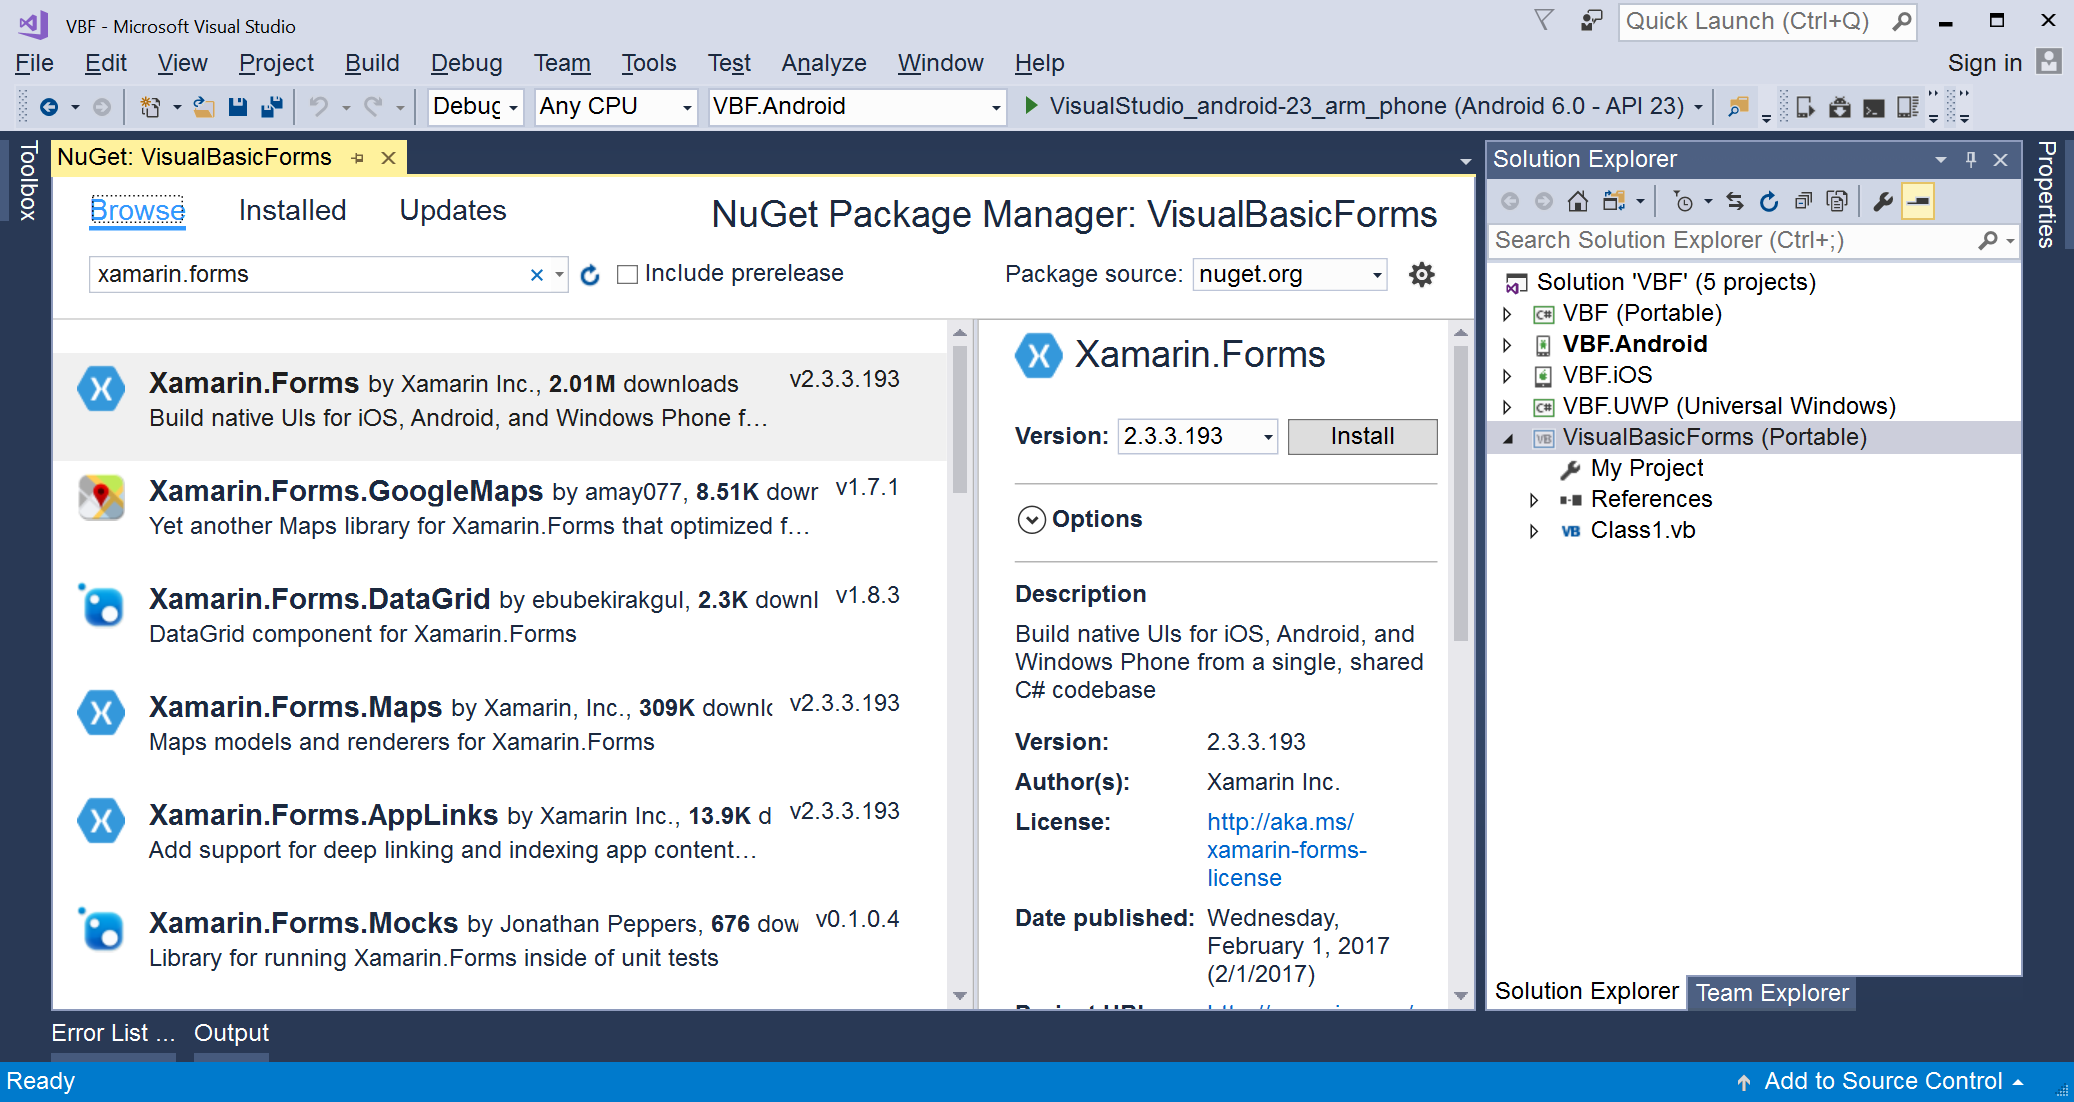 VBF - Microsoft Visual Studio
Quick Launch (Ctrl+Q)
File Edit View Project Build Debug Team Tools Test Analyze Window Help
Sign in
Debug Any CPU VBF.Android VisualStudio_android-23_arm_phone (Android 6.0 - API 23)
Toolbox
NuGet: VisualBasicForms
Browse Installed Updates
NuGet Package Manager: VisualBasicForms
xamarin.forms
Include prerelease
Package source: nuget.org
Xamarin.Forms by Xamarin Inc., 2.01M downloads v2.3.3.193
Build native UIs for iOS, Android, and Windows Phone f...
Xamarin.Forms.GoogleMaps by amay077, 8.51K dowr v1.7.1
Yet another Maps library for Xamarin.Forms that optimized f...
Xamarin.Forms.DataGrid by ebubekirakgul, 2.3K downl v1.8.3
DataGrid component for Xamarin.Forms
Xamarin.Forms.Maps by Xamarin, Inc., 309K downlc v2.3.3.193
Maps models and renderers for Xamarin.Forms
Xamarin.Forms.AppLinks by Xamarin Inc., 13.9K d v2.3.3.193
Add support for deep linking and indexing app content...
Xamarin.Forms.Mocks by Jonathan Peppers, 676 dow v0.1.0.4
Library for running Xamarin.Forms inside of unit tests
Xamarin.Forms
Version: 2.3.3.193 Install
Options
Description
Build native UIs for iOS, Android, and
Windows Phone from a single, shared
C# codebase
Version: 2.3.3.193
Author(s): Xamarin Inc.
License: http://aka.ms/
xamarin-forms-
license
Date published: Wednesday,
February 1, 2017
(2/1/2017)
Solution Explorer
Search Solution Explorer (Ctrl+;)
Solution 'VBF' (5 projects)
C# VBF (Portable)
VBF.Android
VBF.iOS
C# VBF.UWP (Universal Windows)
VB VisualBasicForms (Portable)
My Project
References
VB Class1.vb
Solution Explorer Team Explorer
Properties
Error List ... Output
Ready
Add to Source Control